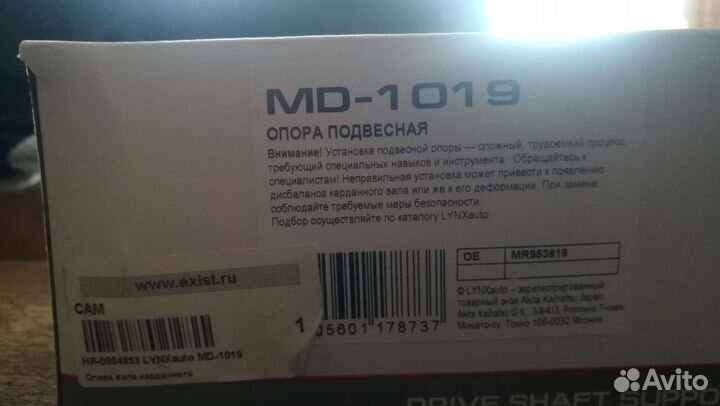 MD-1019
ОПОРА ПОДВЕСНАЯ
Внимание! Установка подвесной опоры — сложный, трудоемкий процесс,
требующий специальных навыков и инструмента. Обращайтесь к
специалистам! Неправильная установка может привести к появлению
дисбаланса карданного вала или же к его деформации. При замене
соблюдайте требуемые меры безопасности.
Подбор осуществляйте по каталогу LYNXauto
www.exist.ru
САМ
1
НЯ-0004853 LYNXauto MD-1019
Опора вала карданного
05601 178737
OE MR953919
© LYNXauto – зарегистрированный
товарный знак Akita Kaihatsu Japan.
Akita Kaihatsu G.K., 3-8-413, Роппонги 7-чоме,
Минато-ку, Токио 106-0032 Япония
DRIVE SHAFT SUPPO
Avito